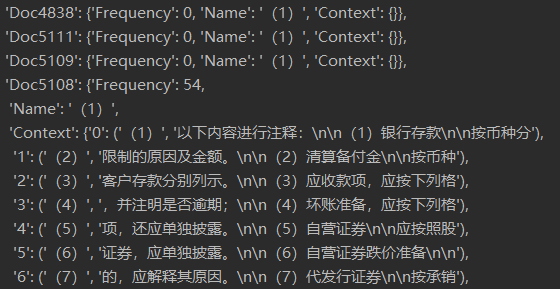 'Doc4838': {'Frequency': 0, 'Name': '（1）', 'Context': {}},
'Doc5111': {'Frequency': 0, 'Name': '（1）', 'Context': {}},
'Doc5109': {'Frequency': 0, 'Name': '（1）', 'Context': {}},
'Doc5108': {'Frequency': 54,
'Name': '（1）',
'Context': {'0': ('（1）', '以下内容进行注释：\n\n（1）银行存款\n\n按币种分'),
'1': ('（2）', '限制的原因及金额。\n\n（2）清算备付金\n\n按币种'),
'2': ('（3）', '客户存款分别列示。\n\n（3）应收款项，应按下列格'),
'3': ('（4）', '，并注明是否逾期；\n\n（4）坏账准备，应按下列格'),
'4': ('（5）', '项，还应单独披露。\n\n（5）自营证券\n\n应按照股'),
'5': ('（6）', '证券，应单独披露。\n\n（6）自营证券跌价准备\n\n'),
'6': ('（7）', '的，应解释其原因。\n\n（7）代发行证券\n\n按承销'),